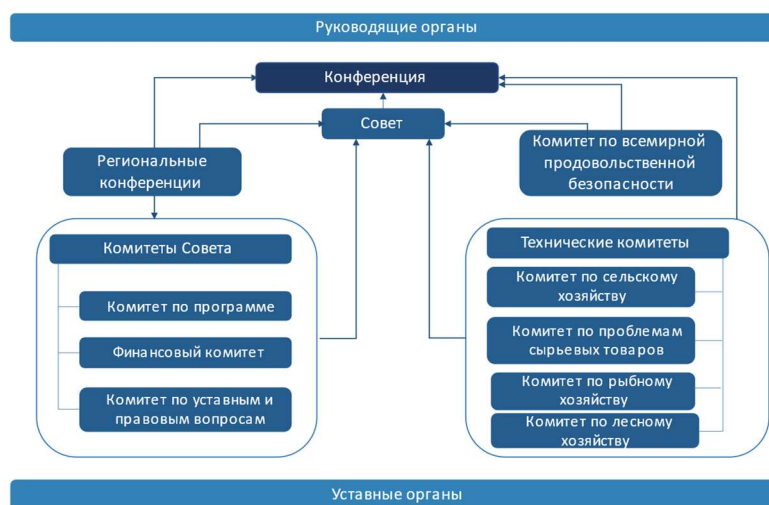 Руководящие органы
Конференция
Совет
Региональные
конференции
Комитет по всемирной
продовольственной
безопасности
Комитеты Совета
Комитет по программе
Финансовый комитет
Комитет по уставным и
правовым вопросам
Технические комитеты
Комитет по сельскому
хозяйству
Комитет по проблемам
сырьевых товаров
Комитет по рыбному
хозяйству
Комитет по лесному
хозяйству
Уставные органы